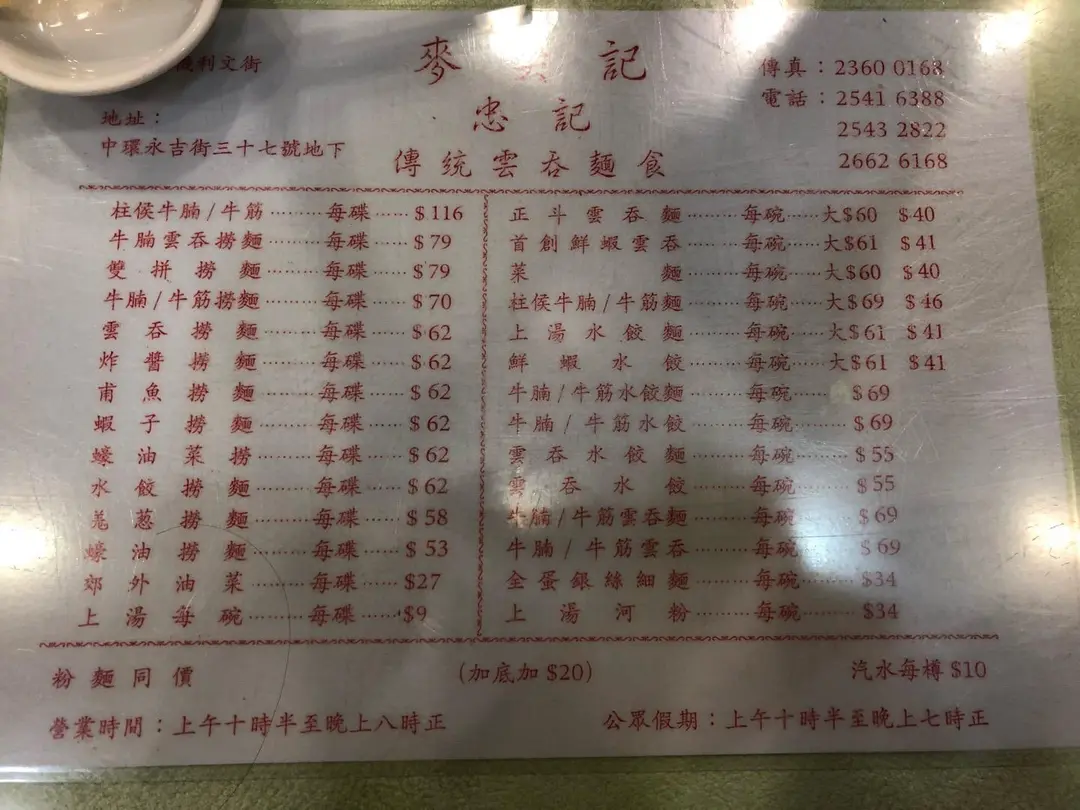 利文街
麥 記
忠記
傳統雲吞麵食
地址：
中環永吉街三十七號地下
傳真：2360 0168
電話：2541 6388
2543 2822
2662 6168
柱侯牛腩/牛筋………每碟……$116
牛腩雲吞撈麵………每碟……$79
雙拼撈麵………每碟……$79
牛腩/牛筋撈麵………每碟……$70
雲吞撈麵………每碟……$62
炸醬撈麵………每碟……$62
甫魚撈麵………每碟……$62
蝦子撈麵………每碟……$62
蠔油菜撈………每碟……$62
水餃撈麵………每碟……$62
羗葱撈麵………每碟……$58
蠔油撈麵………每碟……$53
郊外油菜………每碟……$27
上湯每碗………每碟……$9
正斗雲吞麵………每碗……大$60 $40
首創鮮蝦雲吞………每碗……大$61 $41
菜麵………每碗……大$60 $40
柱侯牛腩/牛筋麵………每碗……大$69 $46
上湯水餃麵………每碗……大$61 $41
鮮蝦水餃………每碗……大$61 $41
牛腩/牛筋水餃麵………每碗………$69
牛腩/牛筋水餃………每碗………$69
雲吞水餃麵………每碗………$55
雲吞水餃………每碗………$55
牛腩/牛筋雲吞麵………每碗………$69
牛腩/牛筋雲吞………每碗………$69
全蛋銀絲細麵………每碗………$34
上湯河粉………每碗………$34
粉麵同價
(加底加 $20)
汽水每樽 $10
營業時間：上午十時半至晚上八時正
公眾假期：上午十時半至晚上七時正